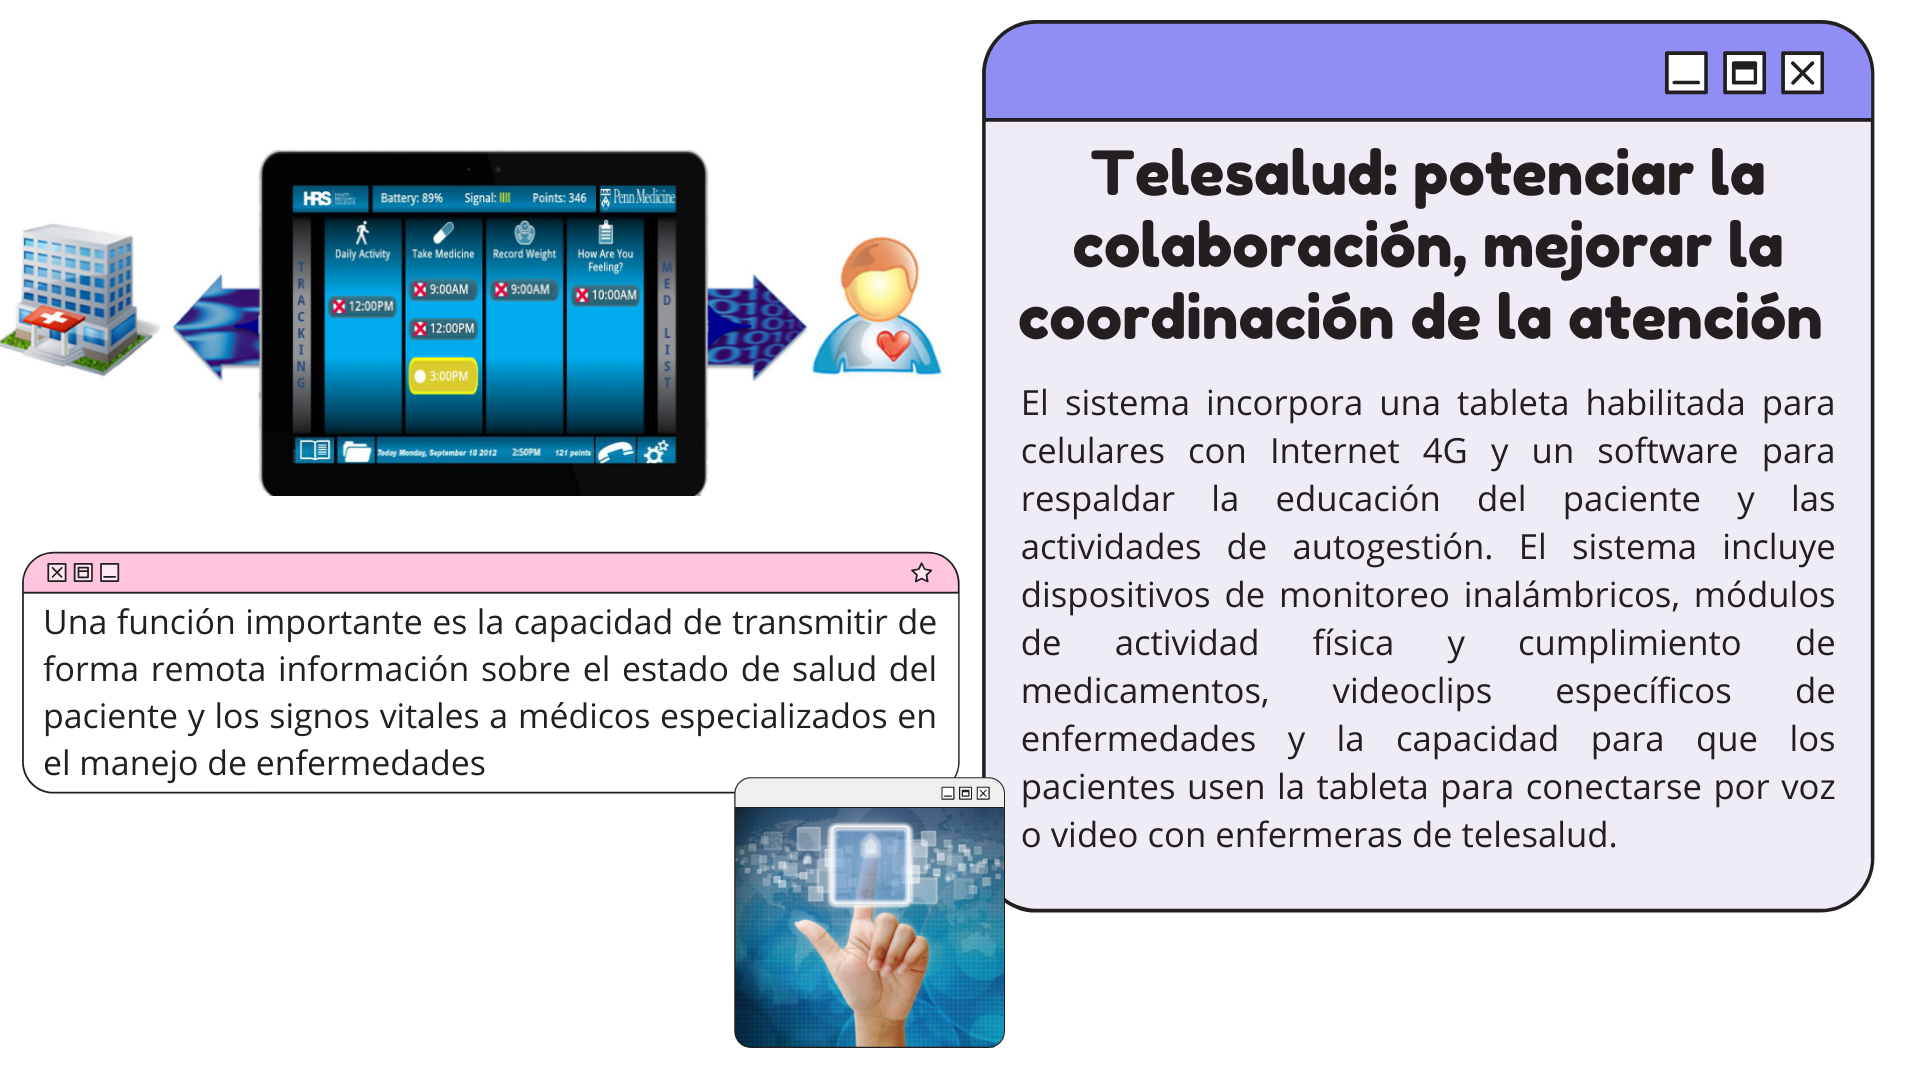 HRS
Battery: 89%
Signal:
Points: 346
Penn Medicine
TRACKING
Daily Activity
12:00PM
Take Medicine
9:00AM
12:00PM
3:00PM
Record Weight
9:00AM
How Are You
Feeling?
10:00AM
MED LIST
Today Monday, September 18 2012
2:50PM
121 points
Una función importante es la capacidad de transmitir de
forma remota información sobre el estado de salud del
paciente y los signos vitales a médicos especializados en
el manejo de enfermedades
Telesalud: potenciar la
colaboración, mejorar la
coordinación de la atención
El sistema incorpora una tableta habilitada para
celulares con Internet 4G y un software para
respaldar la educación del paciente y las
actividades de autogestión. El sistema incluye
dispositivos de monitoreo inalámbricos, módulos
de actividad física y cumplimiento de
medicamentos, videoclips específicos de
enfermedades y la capacidad para que los
pacientes usen la tableta para conectarse por voz
o video con enfermeras de telesalud.